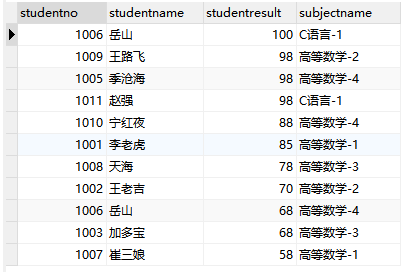 studentno studentname studentresult subjectname
1006 岳山 100 C语言-1
1009 王路飞 98 高等数学-2
1005 季沧海 98 高等数学-4
1011 赵强 98 C语言-1
1010 宁红夜 88 高等数学-4
1001 李老虎 85 高等数学-1
1008 天海 78 高等数学-3
1002 王老吉 70 高等数学-2
1006 岳山 68 高等数学-4
1003 加多宝 68 高等数学-3
1007 崔三娘 58 高等数学-1